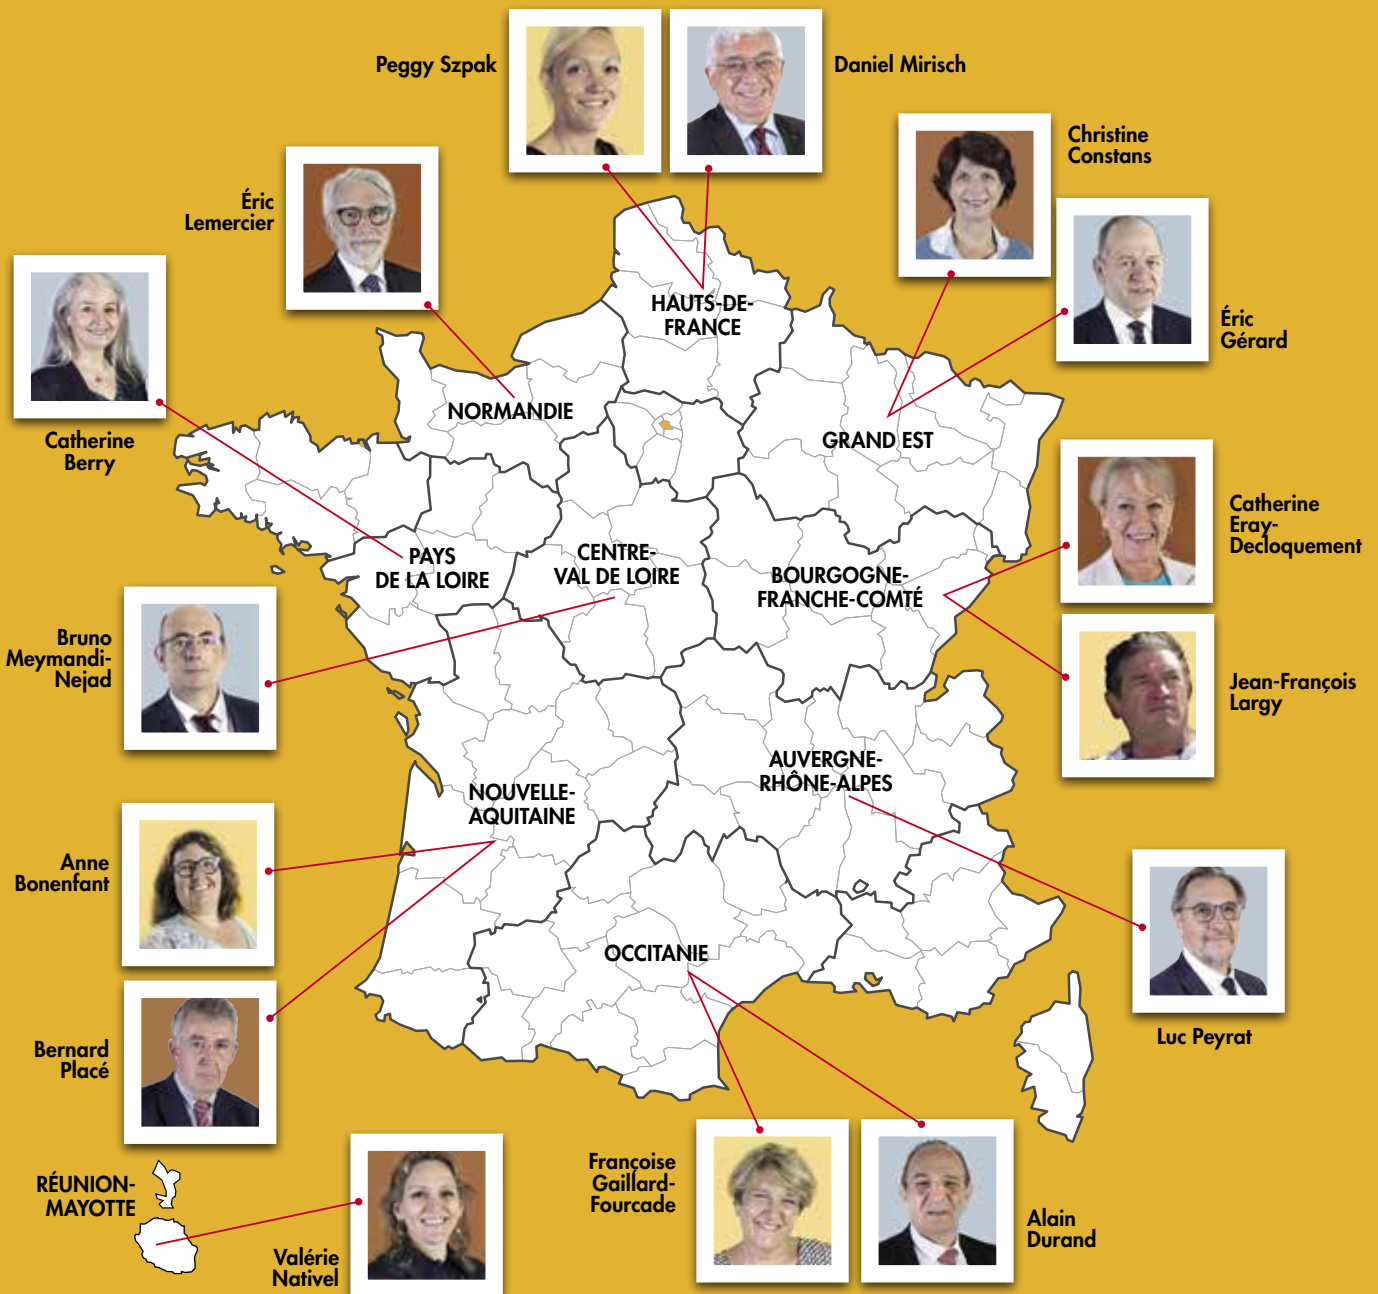 Peggy Szpak
Daniel Mirisch
Christine
Constans
Éric
Lemercier
Éric
Gérard
HAUTS-DE-
FRANCE
NORMANDIE
GRAND EST
Catherine
Berry
Catherine
Eray-
Decloquement
PAYS
DE LA LOIRE
CENTRE-
VAL DE LOIRE
BOURGOGNE-
FRANCHE-COMTÉ
Bruno
Meymandi-
Nejad
Jean-François
Largy
AUVERGNE-
RHÔNE-ALPES
NOUVELLE-
AQUITAINE
Anne
Bonenfant
OCCITANIE
Luc Peyrat
Bernard
Placé
RÉUNION-
MAYOTTE
Françoise
Gaillard-
Fourcade
Alain
Durand
Valérie
Nativel